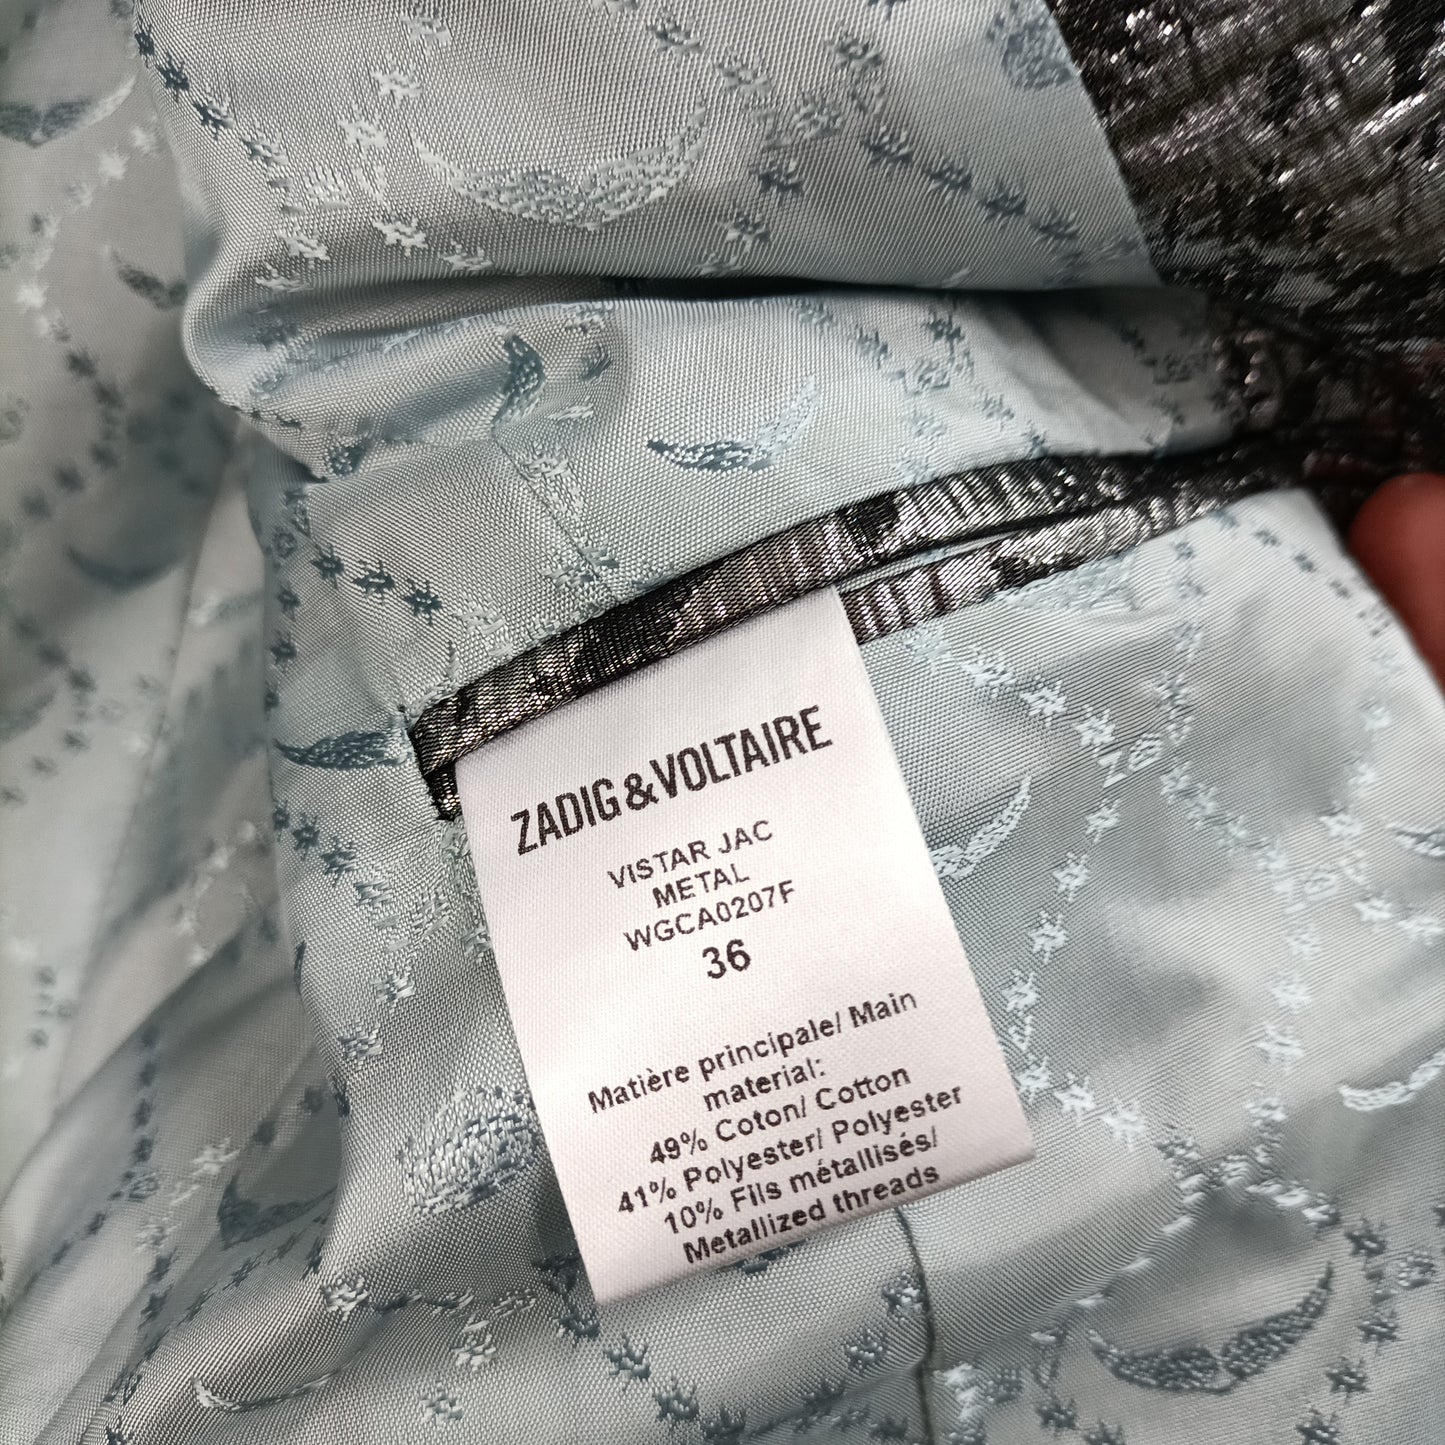 ZADIG&VOLTAIRE
VISTAR JAC
METAL
WGCA0207F
36
Matière principale/ Main
material:
49% Coton/ Cotton
41% Polyester/ Polyester
10% Fils métallisés/
Metallized threads